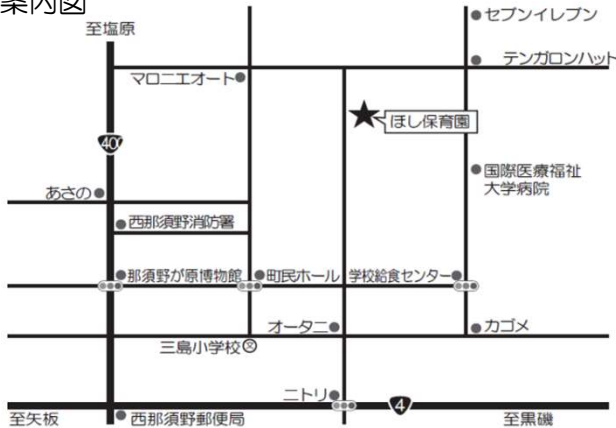 案内図
至塩原
セブンイレブン
テンガロンハット
マロニエオート
ほし保育園
400
国際医療福祉
大学病院
あさの
西那須野消防署
那須野が原博物館
町民ホール
学校給食センター
オータニ
カゴメ
三島小学校
文
ニトリ
4
至矢板
西那須野郵便局
至黒磯